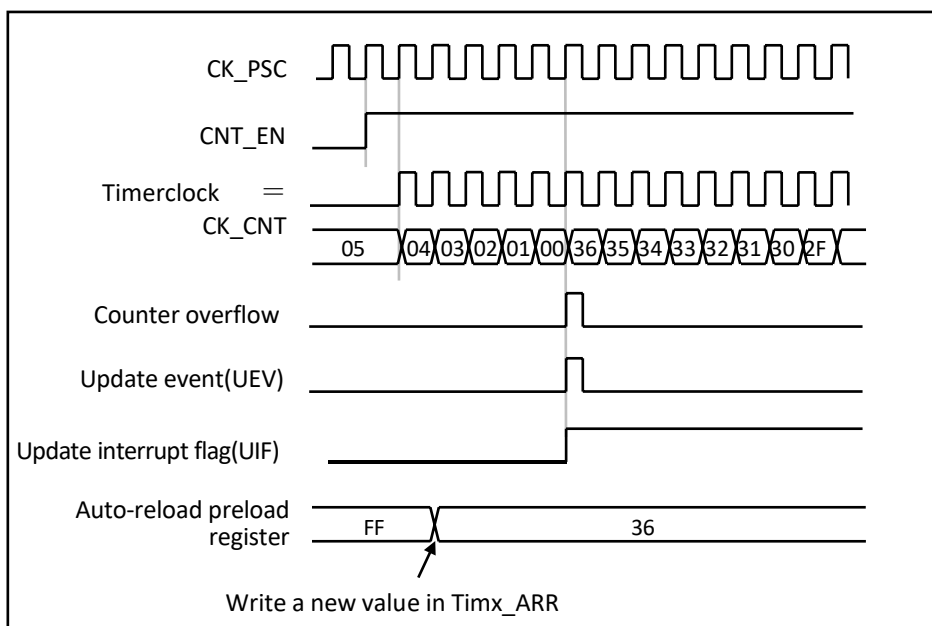 CK_PSC
CNT_EN
Timerclock =
CK_CNT
05 04 03 02 01 00 36 35 34 33 32 31 30 2F
Counter overflow
Update event(UEV)
Update interrupt flag(UIF)
Auto-reload preload
register
FF 36
Write a new value in Timx_ARR